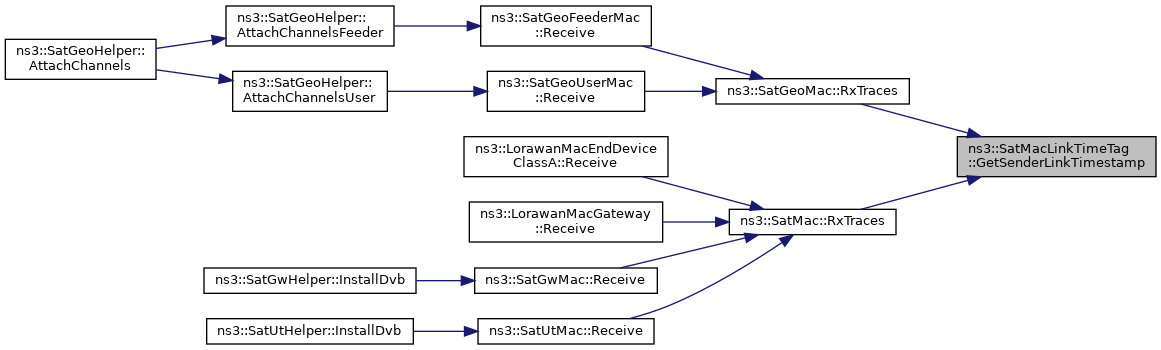 ns3::SatGeoHelper::
AttachChannels
ns3::SatGeoHelper::
AttachChannelsFeeder
ns3::SatGeoHelper::
AttachChannelsUser
ns3::SatGeoFeederMac
::Receive
ns3::SatGeoUserMac
::Receive
ns3::SatGeoMac::RxTraces
ns3::LorawanMacEndDevice
ClassA::Receive
ns3::LorawanMacGateway
::Receive
ns3::SatGwHelper::InstallDvb
ns3::SatGwMac::Receive
ns3::SatUtHelper::InstallDvb
ns3::SatUtMac::Receive
ns3::SatMac::RxTraces
ns3::SatMacLinkTimeTag
::GetSenderLinkTimestamp